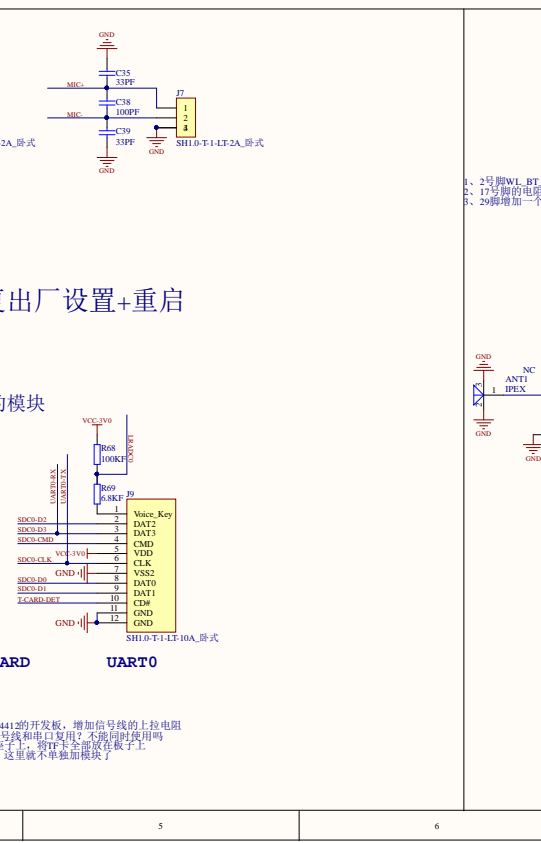 GND
C35
33PF
MIC+
C38
100PF
MIC-
C39
33PF
GND
J7
1
2
3
4
GND
SH1.0-T-1-LT-2A_卧式
-2A_卧式
1、2号脚WL_BT_
2、17号脚的电阻
3、29脚增加一个
复出厂设置+重启
的模块
GND
NC
ANT1
IPEX
1
3
2
GND
GND
VCC-3V0
R68
100KF
LRADC0
R69
6.8KF
UART0-RX
UART0-TX
J9
1 Voice_Key
SDC0-D2 2 DAT2
SDC0-D3 3 DAT3
SDC0-CMD 4 CMD
VCC-3V0 5 VDD
SDC0-CLK 6 CLK
GND 7 VSS2
SDC0-D0 8 DAT0
SDC0-D1 9 DAT1
T-CARD-DET 10 CD#
11 GND
GND 12 GND
SH1.0-T-1-LT-10A_卧式
ARD
UART0
4412的开发板，增加信号线的上拉电阻
号线和串口复用？不能同时使用吗
座子上，将TF卡全部放在板子上
这里就不单独加模块了
5
6